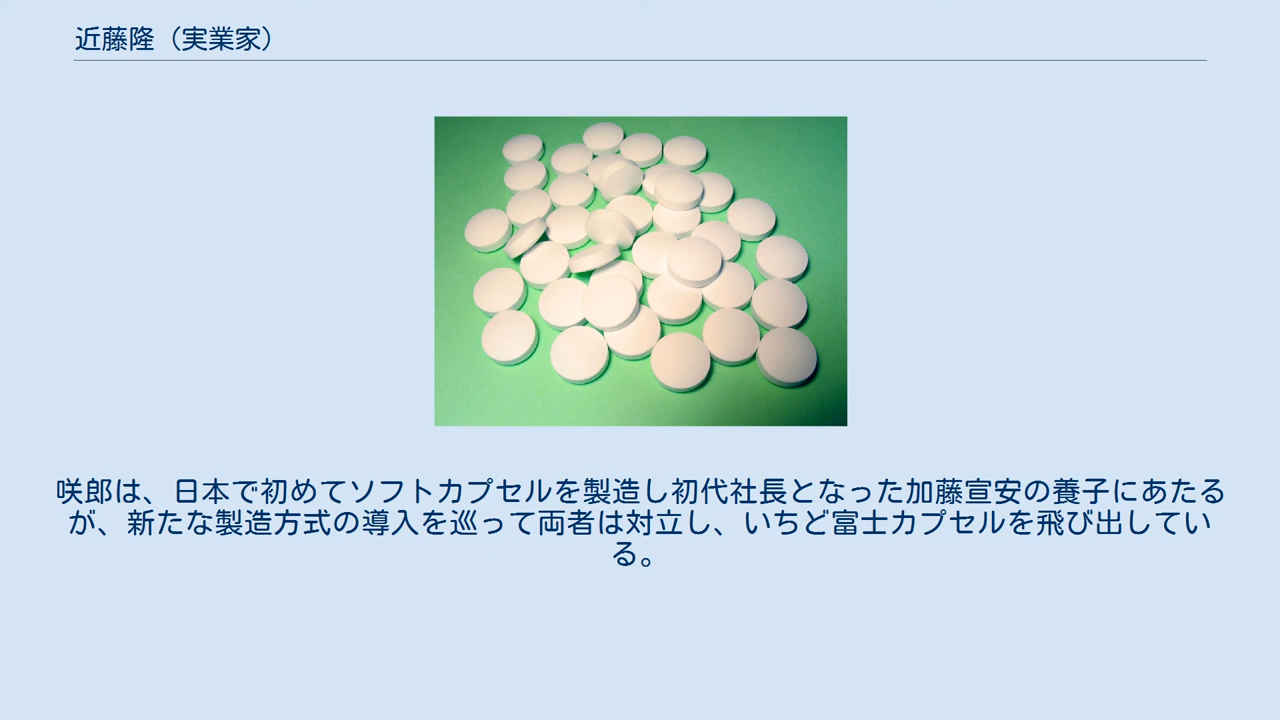 近藤隆（実業家）
咲郎は、日本で初めてソフトカプセルを製造し初代社長となった加藤宣安の養子にあたる
が、新たな製造方式の導入を巡って両者は対立し、いちど富士カプセルを飛び出してい
る。